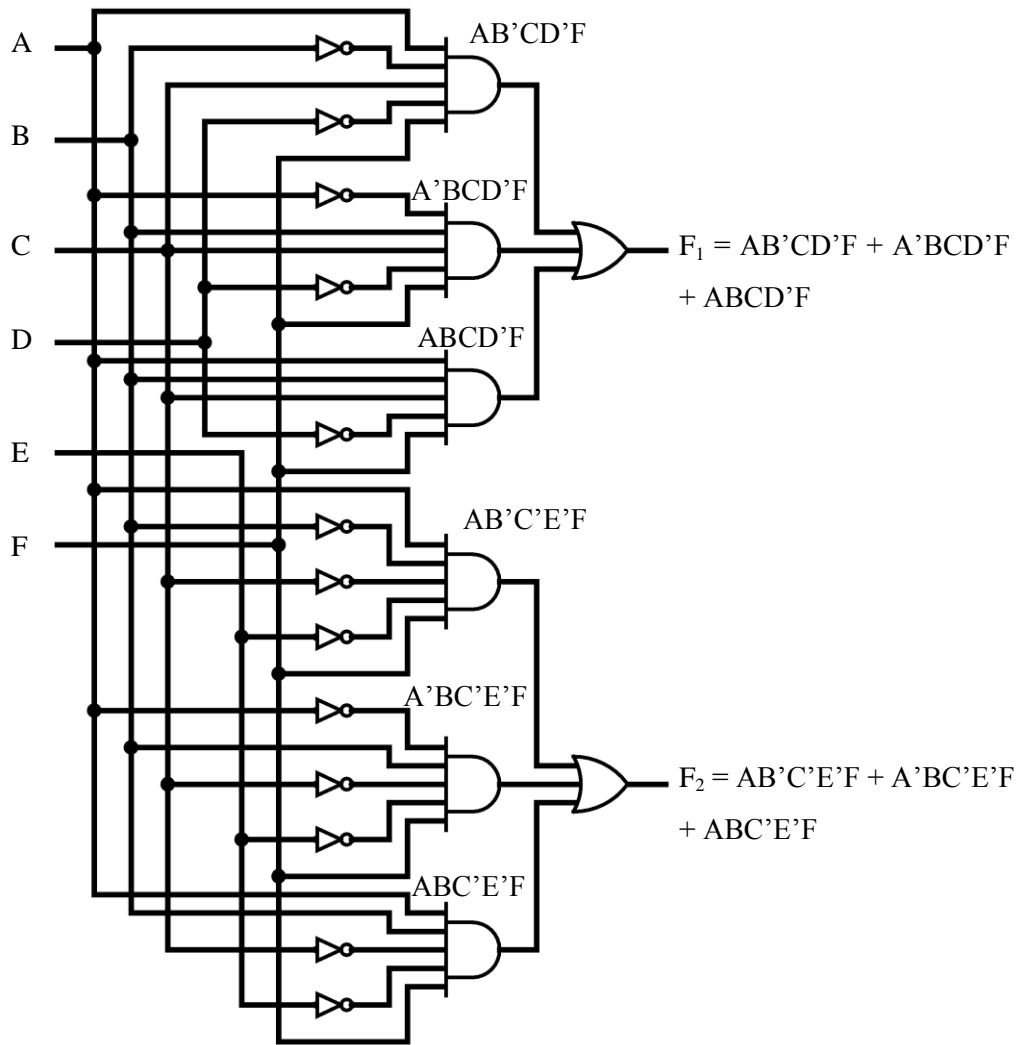 A
AB’CD’F
B
A’BCD’F
C
F₁ = AB’CD’F + A’BCD’F
+ ABCD’F
D
ABCD’F
E
F
AB’C’E’F
A’BC’E’F
F₂ = AB’C’E’F + A’BC’E’F
+ ABC’E’F
ABC’E’F